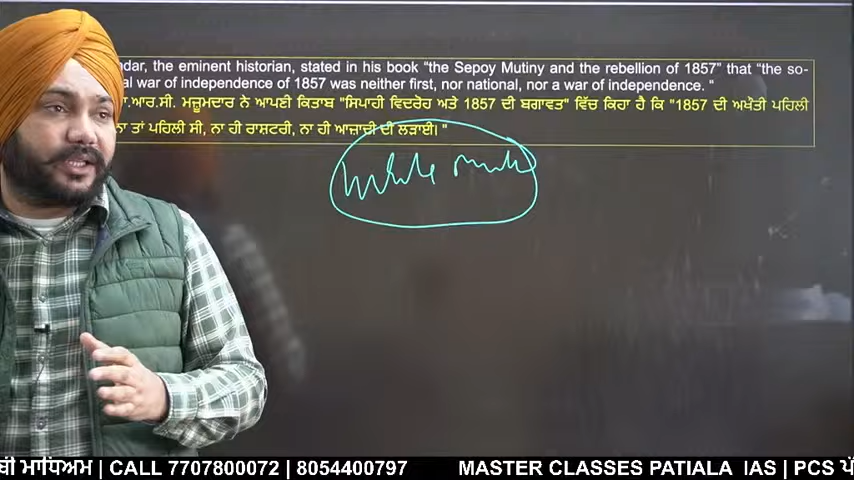 ndar, the eminent historian, stated in his book “the Sepoy Mutiny and the rebellion of 1857” that “the so-
al war of independence of 1857 was neither first, nor national, nor a war of independence. "
ਆਰ.ਸੀ. ਮਜੂਮਦਾਰ ਨੇ ਆਪਣੀ ਕਿਤਾਬ "ਸਿਪਾਹੀ ਵਿਦਰੋਹ ਅਤੇ 1857 ਦੀ ਬਗਾਵਤ" ਵਿੱਚ ਕਿਹਾ ਹੈ ਕਿ "1857 ਦੀ ਅਖੌਤੀ ਪਹਿਲੀ
ਨਾ ਤਾਂ ਪਹਿਲੀ ਸੀ, ਨਾ ਹੀ ਰਾਸ਼ਟਰੀ, ਨਾ ਹੀ ਆਜ਼ਾਦੀ ਦੀ ਲੜਾਈ। "
ਬੀ ਮਾਧਿਅਮ | CALL 7707800072 | 8054400797 MASTER CLASSES PATIALA IAS | PCS ਪੰ